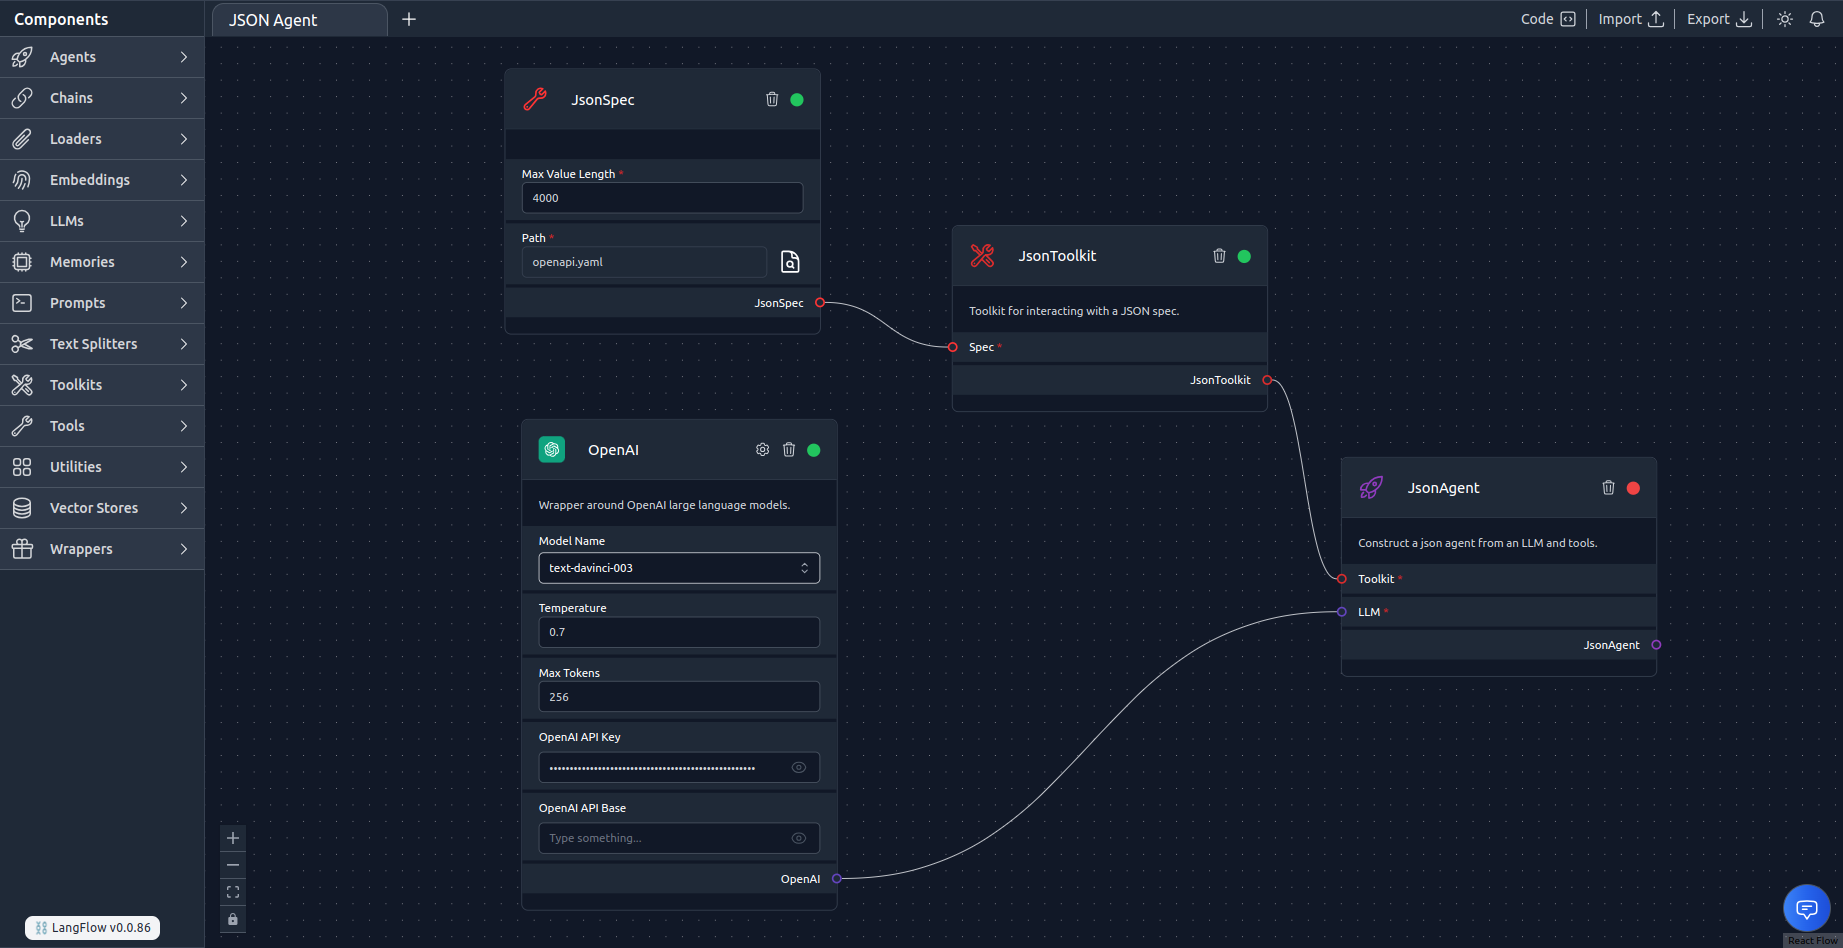 Components
JSON Agent
Code
Import
Export
Agents
Chains
Loaders
Embeddings
LLMs
Memories
Prompts
Text Splitters
Toolkits
Tools
Utilities
Vector Stores
Wrappers
LangFlow v0.0.86
JsonSpec
Max Value Length *
4000
Path *
openapi.yaml
JsonSpec
OpenAI
Wrapper around OpenAI large language models.
Model Name
text-davinci-003
Temperature
0.7
Max Tokens
256
OpenAI API Key
OpenAI API Base
Type something...
OpenAI
JsonToolkit
Toolkit for interacting with a JSON spec.
Spec *
JsonToolkit
JsonAgent
Construct a json agent from an LLM and tools.
Toolkit *
LLM *
JsonAgent
React Flow